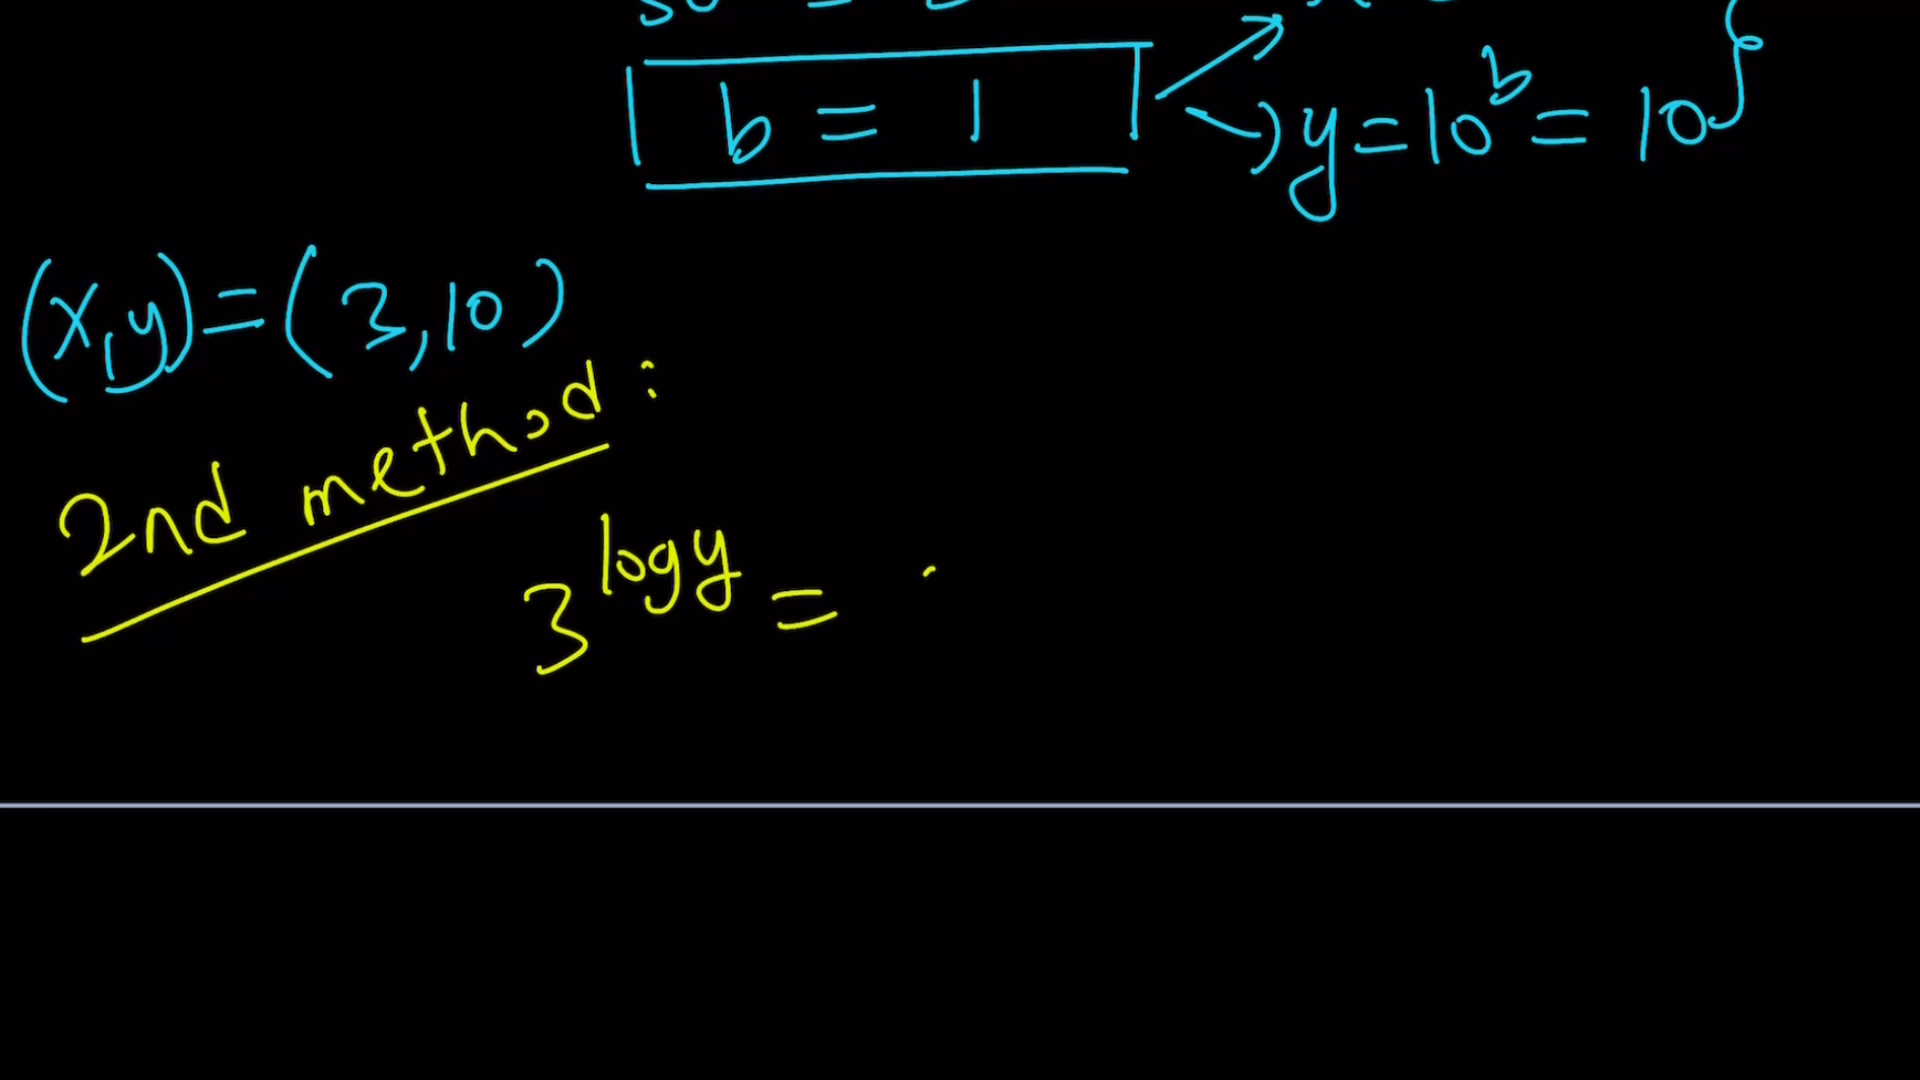 b = 1
y = 10^b = 10
(x,y) = (3,10)
2nd method:
3^logy =